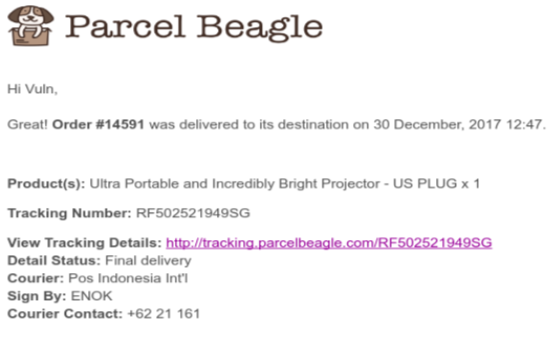 Parcel Beagle
Hi Vuln,
Great! Order #14591 was delivered to its destination on 30 December, 2017 12:47.
Product(s): Ultra Portable and Incredibly Bright Projector - US PLUG x 1
Tracking Number: RF502521949SG
View Tracking Details: http://tracking.parcelbeagle.com/RF502521949SG
Detail Status: Final delivery
Courier: Pos Indonesia Int'l
Sign By: ENOK
Courier Contact: +62 21 161